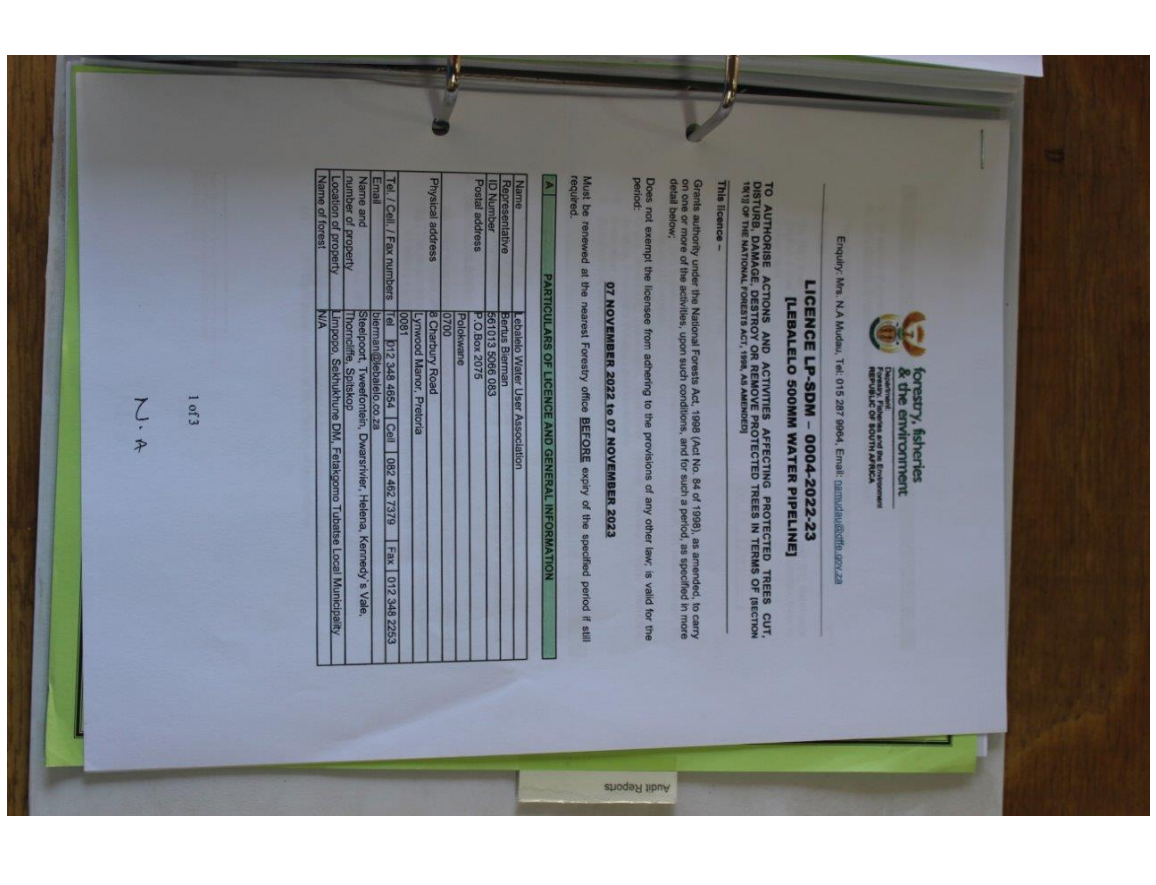 forestry, fisheries
& the environment
Department:
Forestry, Fisheries and the Environment
REPUBLIC OF SOUTH AFRICA
Enquiry: Mrs. N.A Mudau, Tel: 015 287 9964, Email: namudau@dffe.gov.za
LICENCE LP-SDM – 0004-2022-23
[LEBALELO 500MM WATER PIPELINE]
TO AUTHORISE ACTIONS AND ACTIVITIES AFFECTING PROTECTED TREES CUT,
DISTURB, DAMAGE, DESTROY OR REMOVE PROTECTED TREES IN TERMS OF [SECTION
15(1)] OF THE NATIONAL FORESTS ACT, 1998, AS AMENDED]
This licence –
Grants authority under the National Forests Act, 1998 (Act No. 84 of 1998), as amended, to carry
on one or more of the activities, upon such conditions, and for such a period, as specified in more
detail below;
Does not exempt the licensee from adhering to the provisions of any other law; is valid for the
period:
07 NOVEMBER 2022 to 07 NOVEMBER 2023
Must be renewed at the nearest Forestry office BEFORE expiry of the specified period if still
required.
A PARTICULARS OF LICENCE AND GENERAL INFORMATION
Name Lebalelo Water User Association
Representative Bertus Bierman
ID Number 561013 5066 083
Postal address P.O.Box 2075
Polokwane
0700
Physical address 8 Charbury Road
Lynwood Manor, Pretoria
0081
Tel. / Cell. / Fax numbers Tel 012 348 4654 Cell 082 462 7379 Fax 012 348 2253
Email bierman@lebalelo.co.za
Name and number of property Steelpoort, Tweefontein, Dwarsrivier, Helena, Kennedy's Vale,
Thorncliffe, Spitskop
Location of property Limpopo, Sekhukhune DM, Fetakgomo Tubatse Local Municipality
Name of forest N/A
1 of 3
N.A
Audit Reports